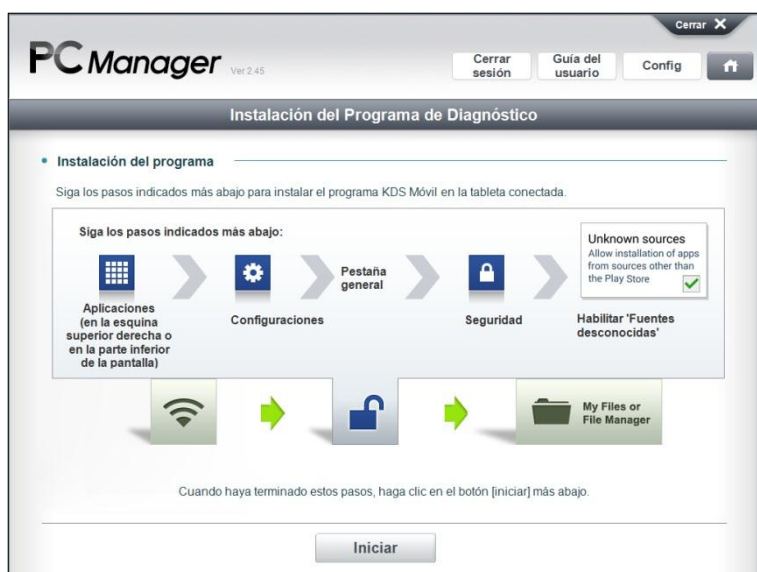 Cerrar X
PC Manager Ver 2.45
Cerrar
sesión
Guía del
usuario
Config
Instalación del Programa de Diagnóstico
Instalación del programa
Siga los pasos indicados más abajo para instalar el programa KDS Móvil en la tableta conectada.
Siga los pasos indicados más abajo:
Aplicaciones
(en la esquina
superior derecha o
en la parte inferior
de la pantalla)
Configuraciones
Pestaña
general
Seguridad
Unknown sources
Allow installation of apps
from sources other than
the Play Store
Habilitar 'Fuentes
desconocidas'
My Files or
File Manager
Cuando haya terminado estos pasos, haga clic en el botón [iniciar] más abajo.
Iniciar